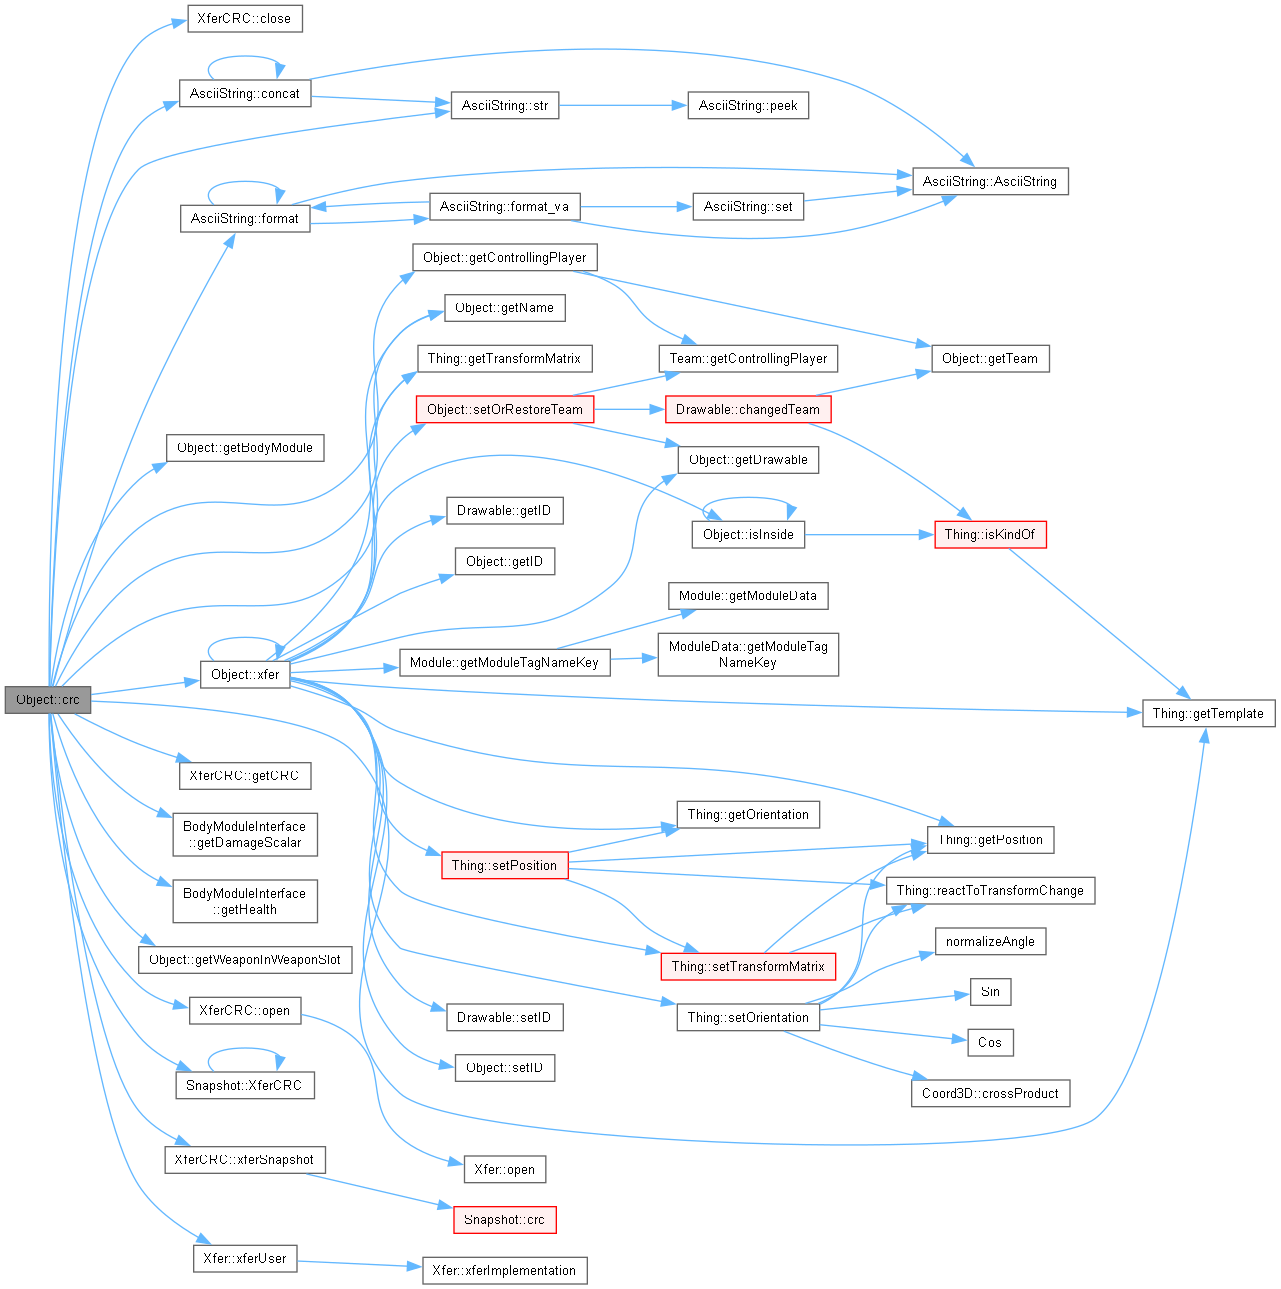 XferCRC::close
AsciiString::concat
AsciiString::str
AsciiString::peek
AsciiString::AsciiString
AsciiString::format
AsciiString::format_va
AsciiString::set
Object::getControllingPlayer
Object::getName
Thing::getTransformMatrix
Team::getControllingPlayer
Object::getTeam
Object::setOrRestoreTeam
Drawable::changedTeam
Object::getBodyModule
Object::getDrawable
Drawable::getID
Object::isInside
Thing::isKindOf
Object::getID
Module::getModuleData
Module::getModuleTagNameKey
ModuleData::getModuleTag
NameKey
Object::xfer
Object::crc
Thing::getTemplate
XferCRC::getCRC
BodyModuleInterface
::getDamageScalar
Thing::getOrientation
Thing::getPosition
Thing::setPosition
BodyModuleInterface
::getHealth
Thing::reactToTransformChange
Object::getWeaponInWeaponSlot
Thing::setTransformMatrix
normalizeAngle
Sin
XferCRC::open
Drawable::setID
Thing::setOrientation
Cos
Object::setID
Snapshot::XferCRC
Coord3D::crossProduct
XferCRC::xferSnapshot
Xfer::open
Snapshot::crc
Xfer::xferUser
Xfer::xferImplementation